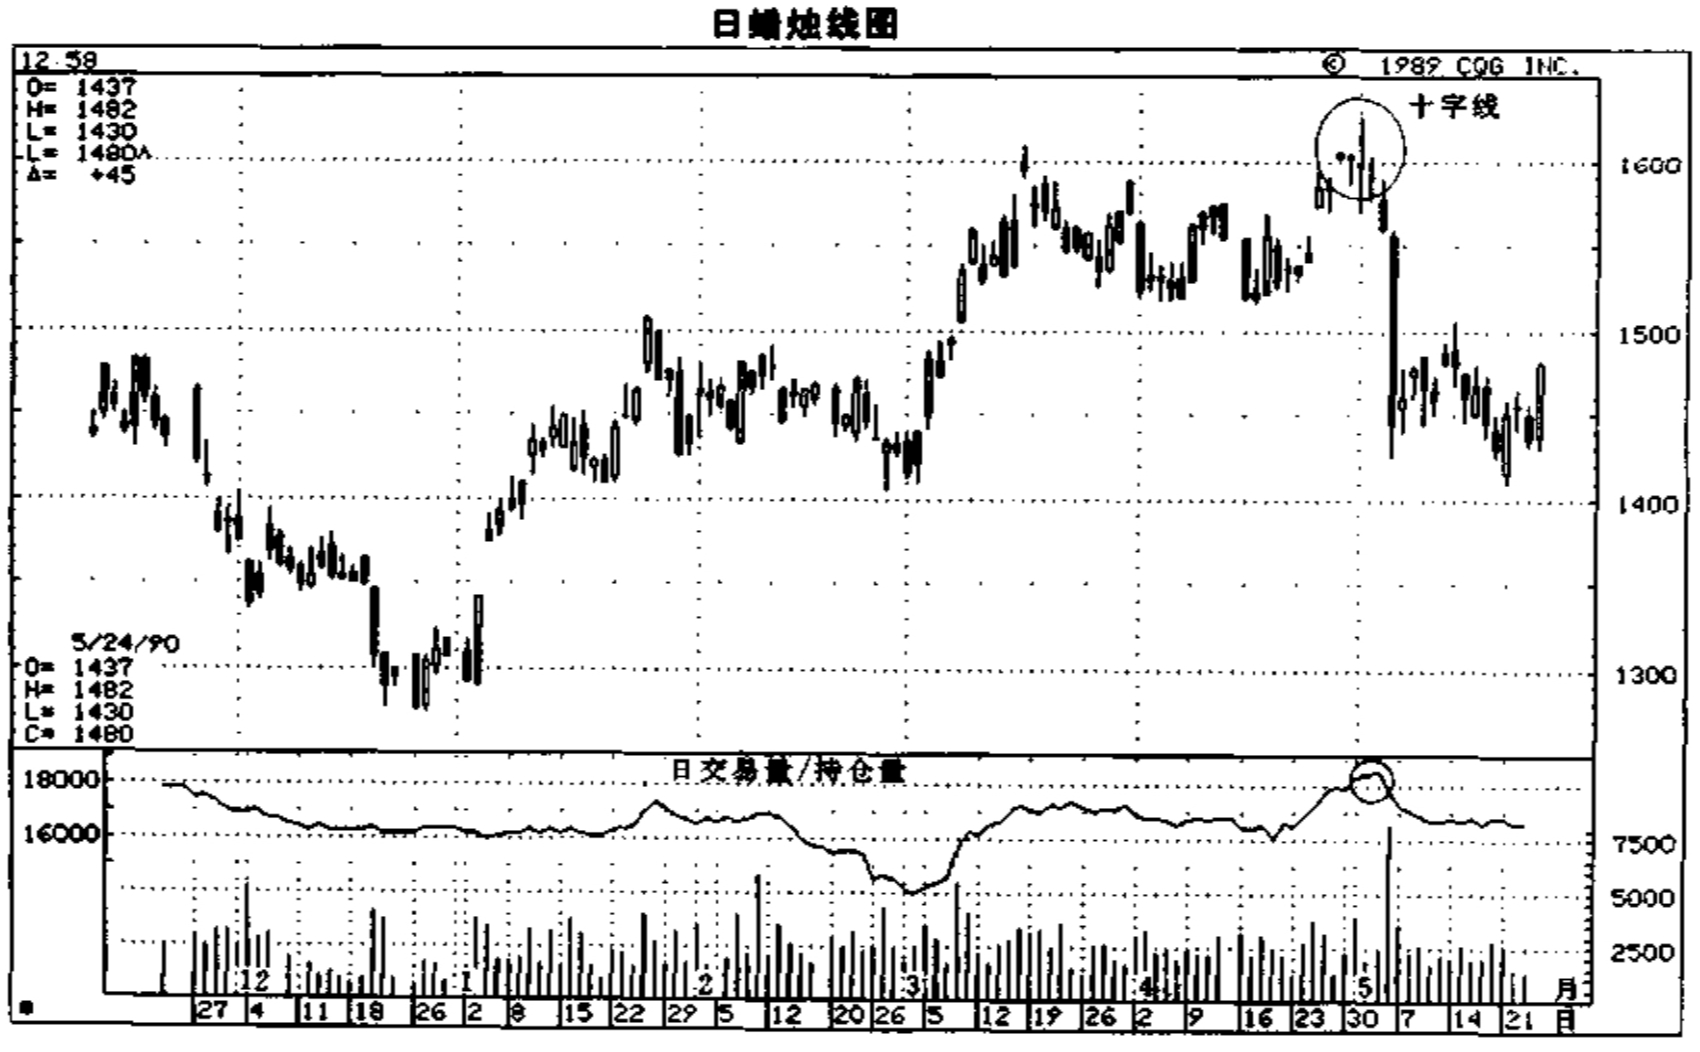 日蜡烛线图
12:58
© 1989 CQG INC.
O= 1437
H= 1482
L= 1430
L= 1480^
Δ= +45
十字线
1600
1500
1400
1300
5/24/90
O= 1437
H= 1482
L= 1430
C= 1480
日交易量/持仓量
18000
16000
7500
5000
2500
12 1 2 3 4 5 月
27 4 11 18 26 2 8 15 22 29 5 12 20 26 5 12 19 26 2 9 16 23 30 7 14 21 日